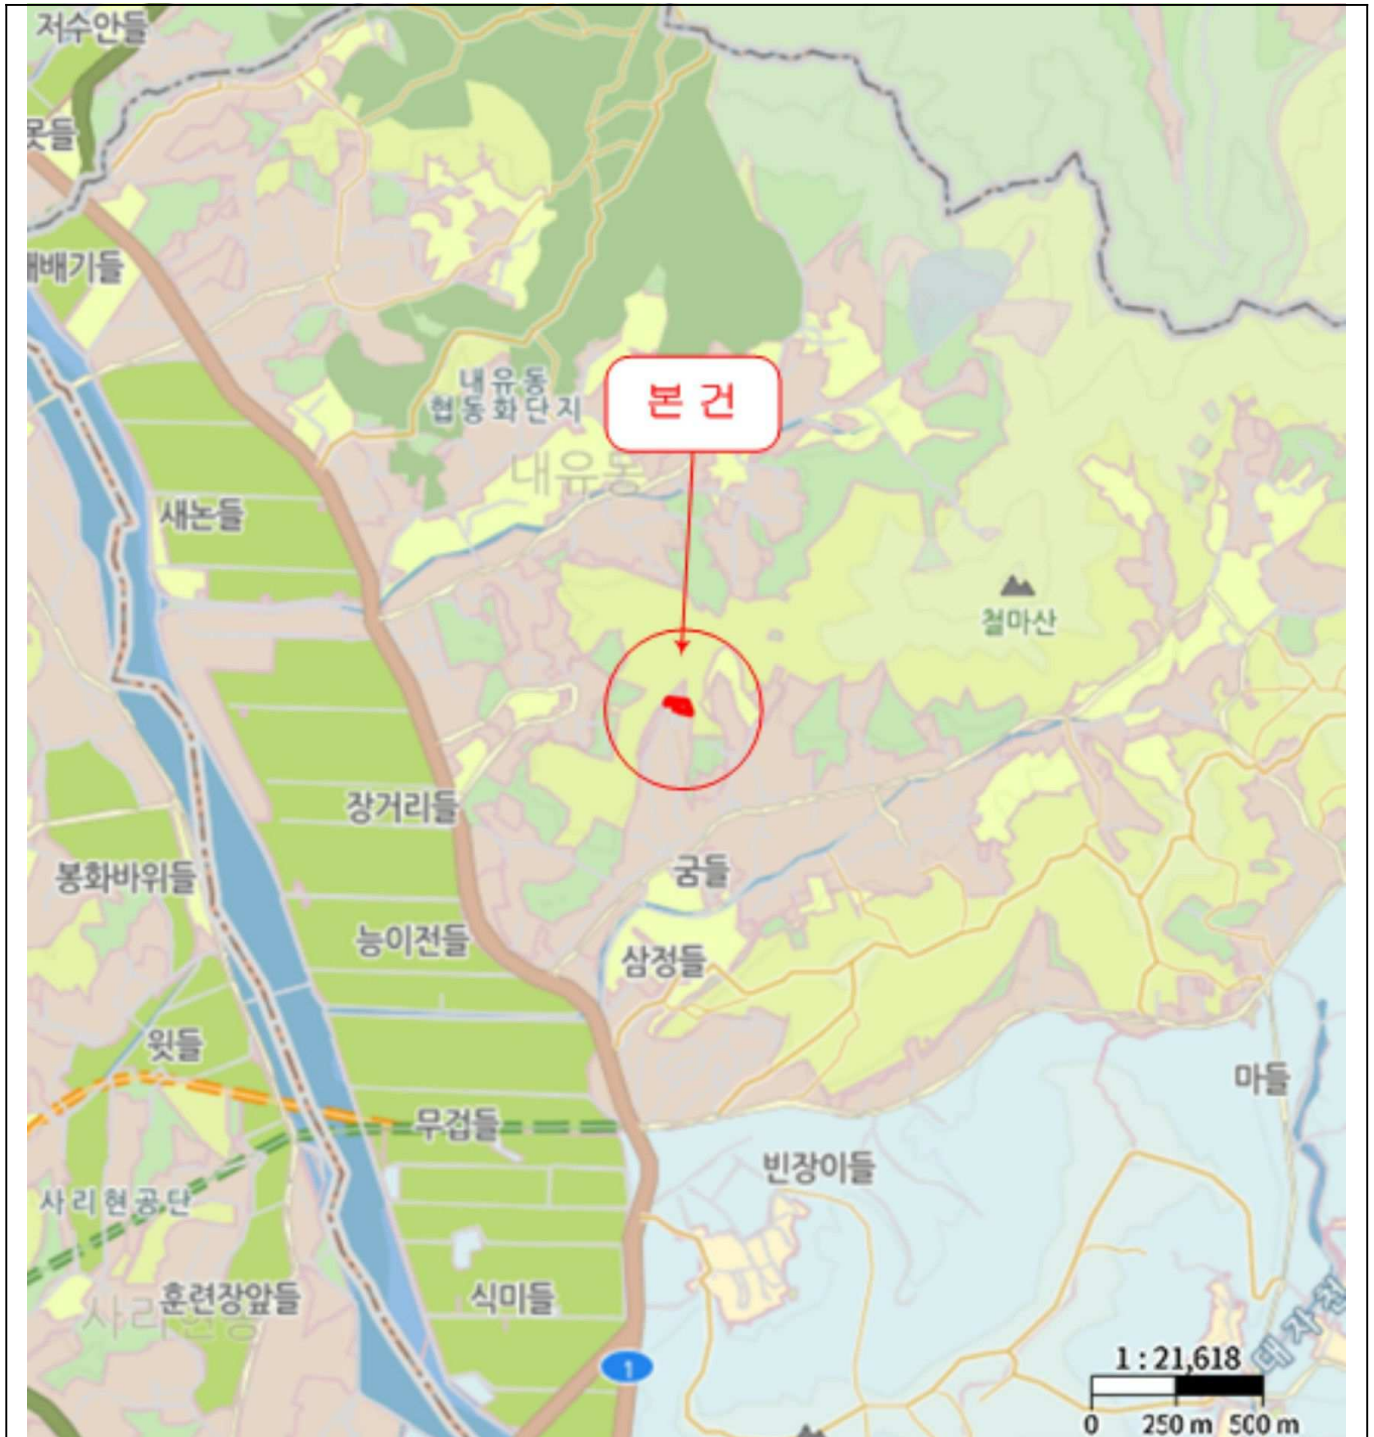 저수안들
못들
배기들
내유동
협동화단지
본 건
내유동
새논들
철마산
장거리들
봉화바위들
궁들
능이전들
삼정들
윗들
마들
무겁들
빈장이들
사리현공단
훈련장앞들
사리현동
식미들
대자천
1
1 : 21,618
0 250 m 500 m